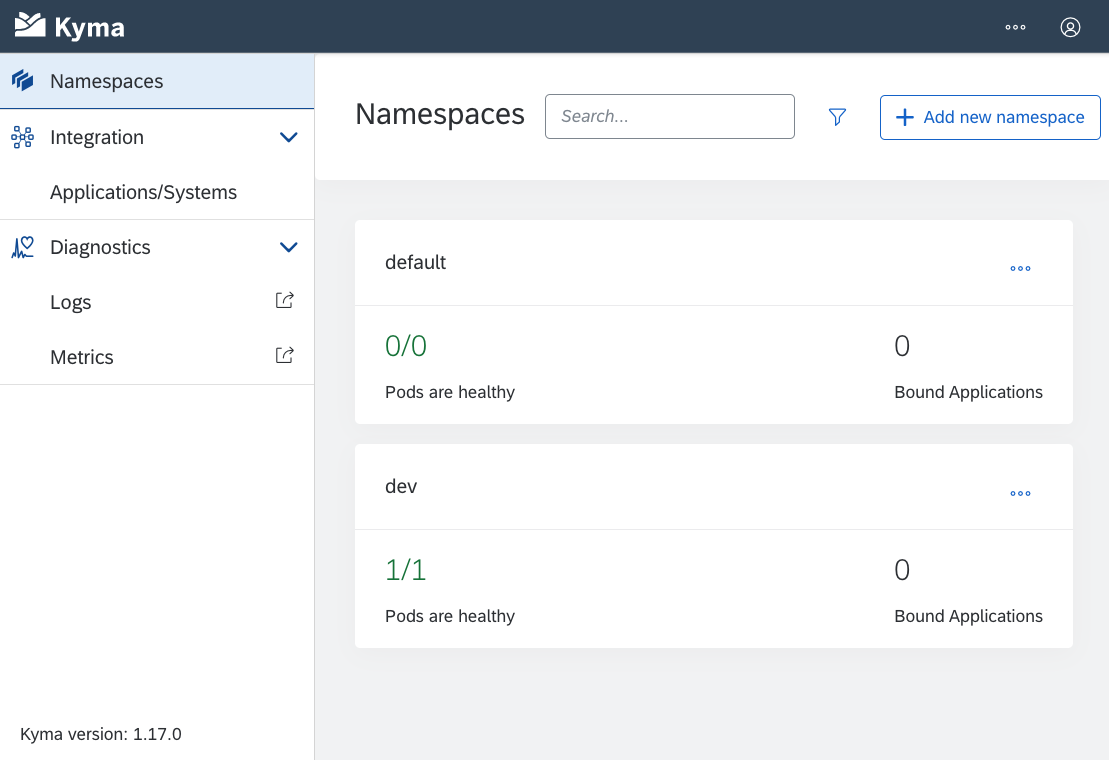 Kyma
Namespaces
Integration
Applications/Systems
Diagnostics
Logs
Metrics
Kyma version: 1.17.0
Namespaces
Search...
Add new namespace
default
0/0
Pods are healthy
0
Bound Applications
dev
1/1
Pods are healthy
0
Bound Applications